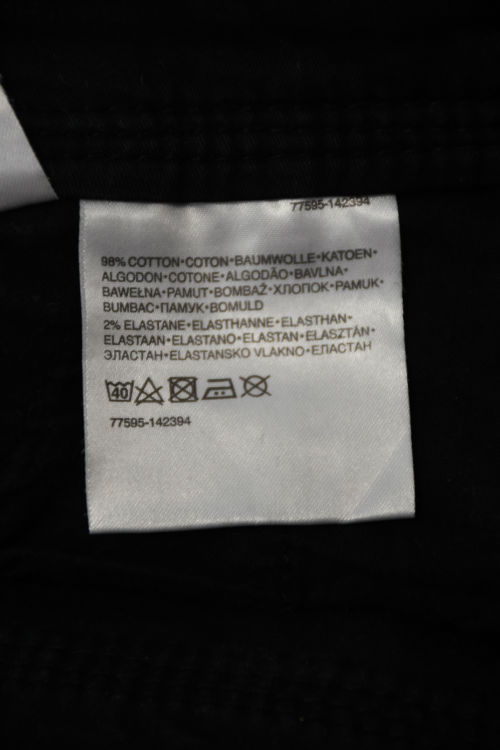 77595-142394
98% COTTON•COTON•BAUMWOLLE•KATOEN•
ALGODON•COTONE•ALGODÃO•BAVLNA•
BAWEŁNA•PAMUT•BOMBAŽ•ХЛОПОК•PAMUK•
BUMBAC•ПАМУК•BOMULD
2% ELASTANE•ELASTHANNE•ELASTHAN•
ELASTAAN•ELASTANO•ELASTAN•ELASZTÁN•
ЭЛАСТАН•ELASTANSKO VLAKNO•ЕЛАСТАН
40
77595-142394